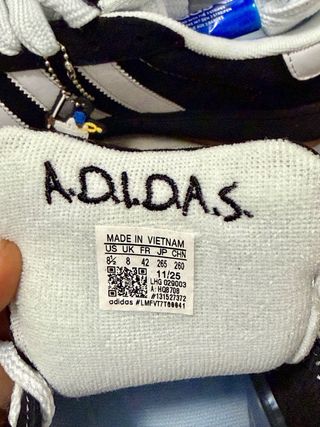 A.D.I.D.A.S.
MADE IN VIETNAM
US UK FR JP CHN
8½ 8 42 265 260
11/25
LHG 029003
A: HQ8708
#131527372
adidas #LMFVT7T00041